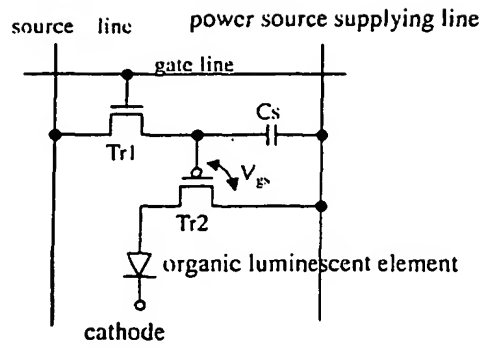 source line
power source supplying line
gate line
Cs
Tr1
Vgs
Tr2
organic luminescent element
cathode